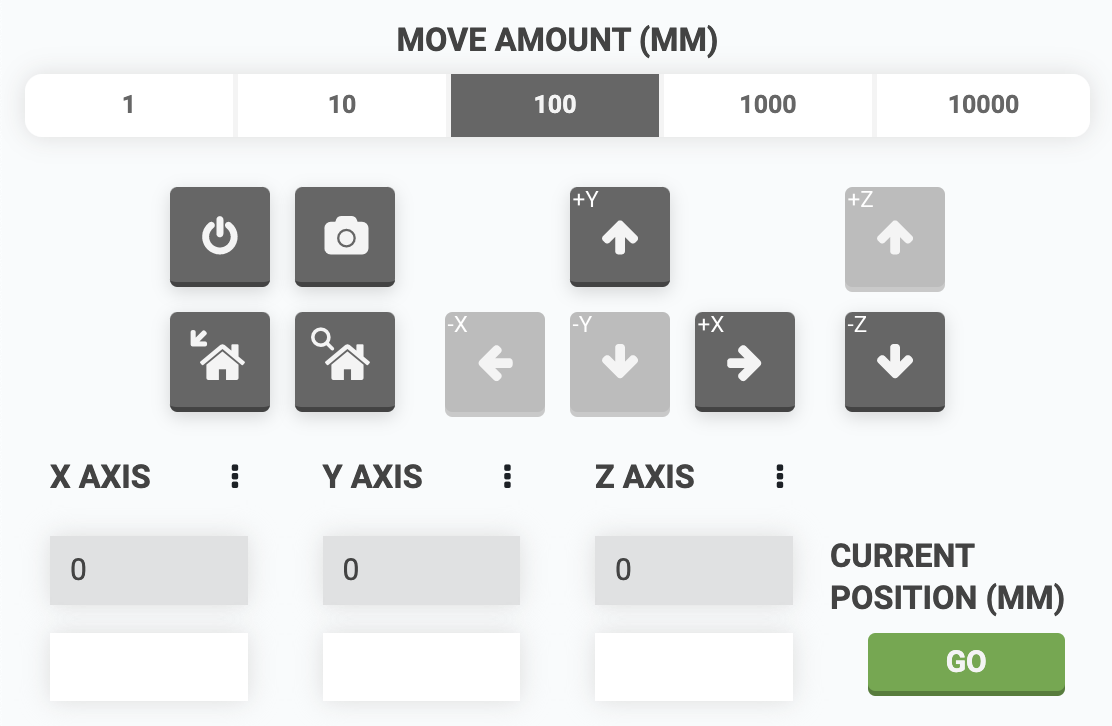 MOVE AMOUNT (MM)
1 10 100 1000 10000
+Y +Z
-X -Y +X -Z
X AXIS Y AXIS Z AXIS
0 0 0
CURRENT
POSITION (MM)
GO